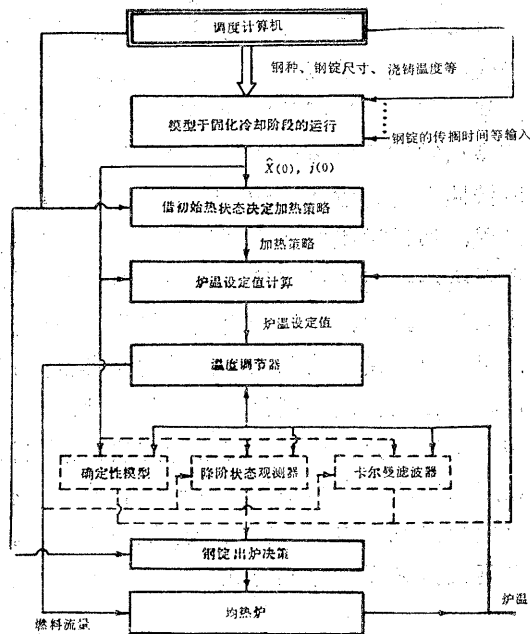 调度计算机
钢种、钢锭尺寸、浇铸温度等
模型于固化冷却阶段的运行
钢锭的传搁时间等输入
X̂(0), j(0)
借初始热状态决定加热策略
加热策略
炉温设定值计算
炉温设定值
温度调节器
确定性模型
降阶状态观测器
卡尔曼滤波器
钢锭出炉决策
均热炉
炉温
燃料流量